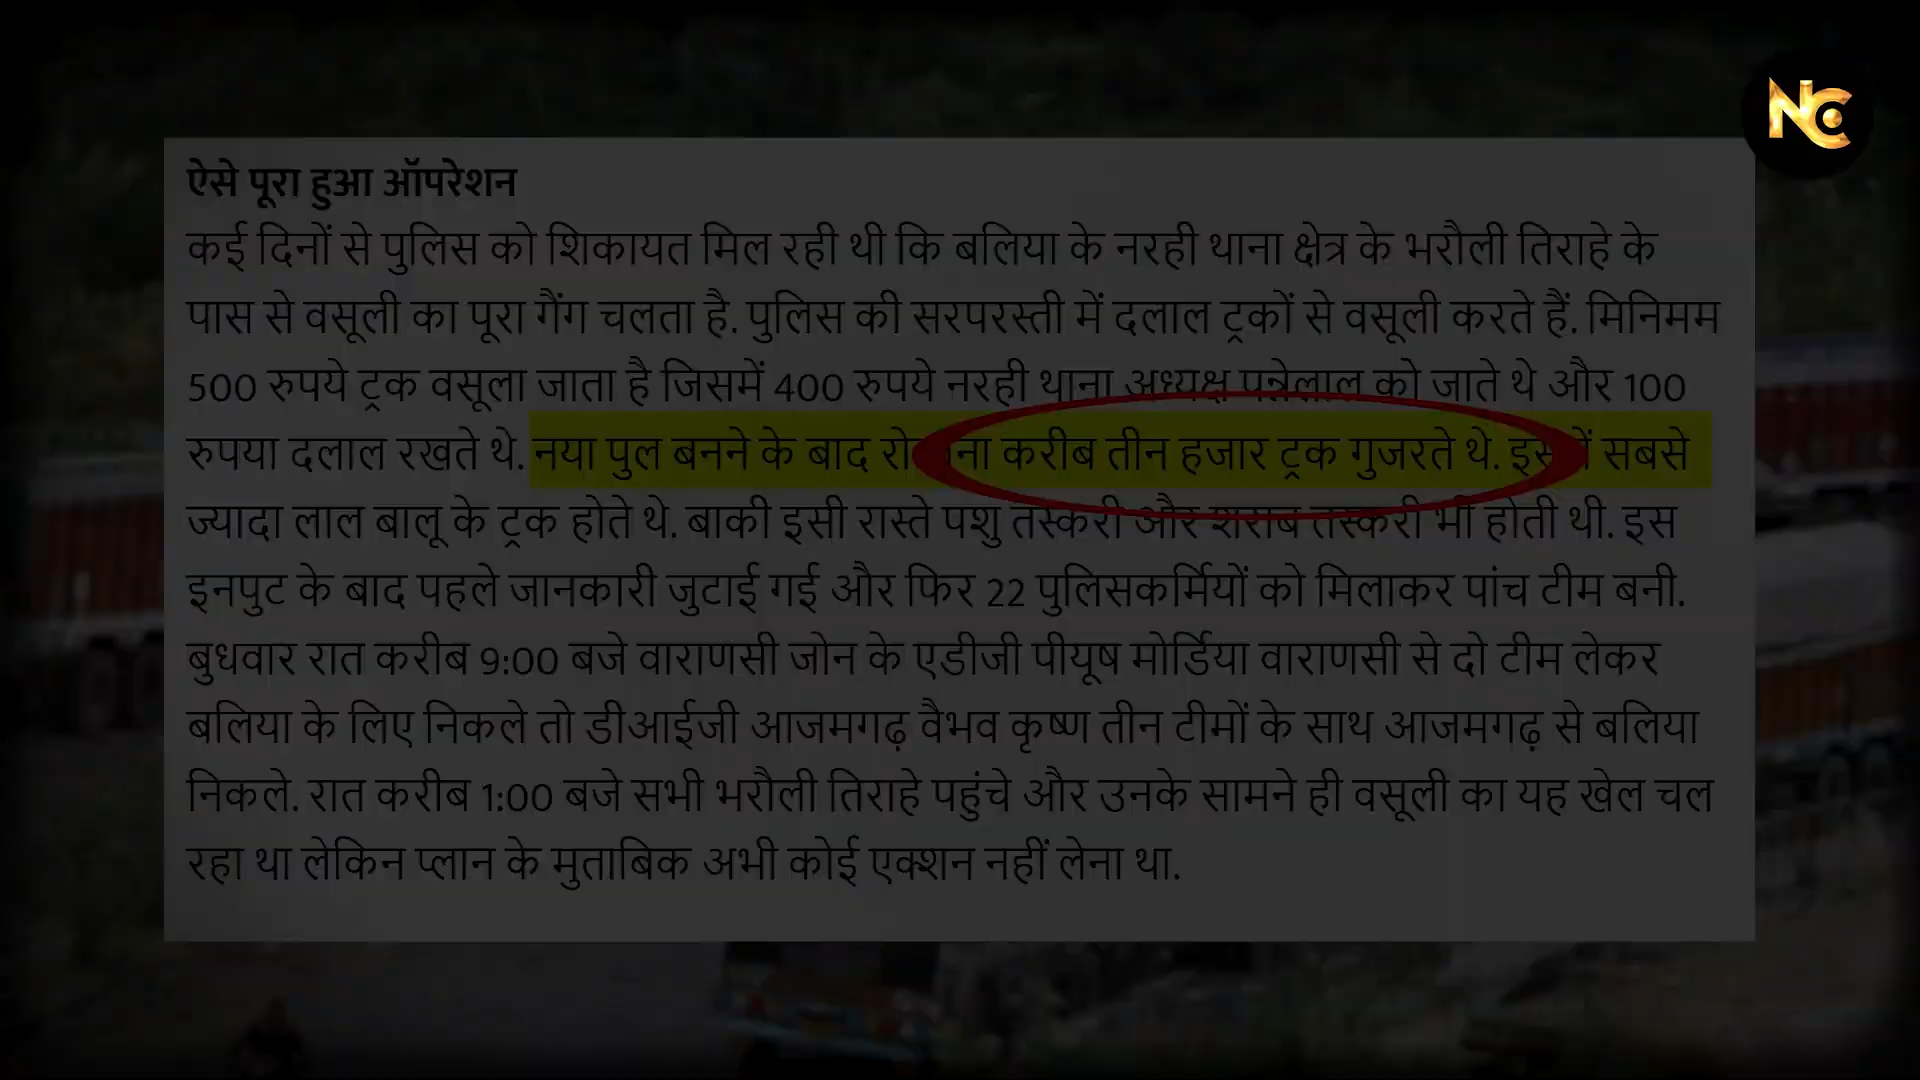 NC
ऐसे पूरा हुआ ऑपरेशन
कई दिनों से पुलिस को शिकायत मिल रही थी कि बलिया के नरही थाना क्षेत्र के भरौली तिराहे के
पास से वसूली का पूरा गैंग चलता है. पुलिस की सरपरस्ती में दलाल ट्रकों से वसूली करते हैं. मिनिमम
500 रुपये ट्रक वसूला जाता है जिसमें 400 रुपये नरही थाना अध्यक्ष पन्नेलाल को जाते थे और 100
रुपया दलाल रखते थे. नया पुल बनने के बाद करीब तीन हजार ट्रक गुजरते थे. सबसे
ज्यादा लाल बालू के ट्रक होते थे. बाकी इसी रास्ते पशु तस्करी और शराब तस्करी भी होती थी. इस
इनपुट के बाद पहले जानकारी जुटाई गई और फिर 22 पुलिसकर्मियों को मिलाकर पांच टीम बनी.
बुधवार रात करीब 9:00 बजे वाराणसी जोन के एडीजी पीयूष मोर्डिया वाराणसी से दो टीम लेकर
बलिया के लिए निकले तो डीआईजी आजमगढ़ वैभव कृष्ण तीन टीमों के साथ आजमगढ़ से बलिया
निकले. रात करीब 1:00 बजे सभी भरौली तिराहे पहुंचे और उनके सामने ही वसूली का यह खेल चल
रहा था लेकिन प्लान के मुताबिक अभी कोई एक्शन नहीं लेना था.